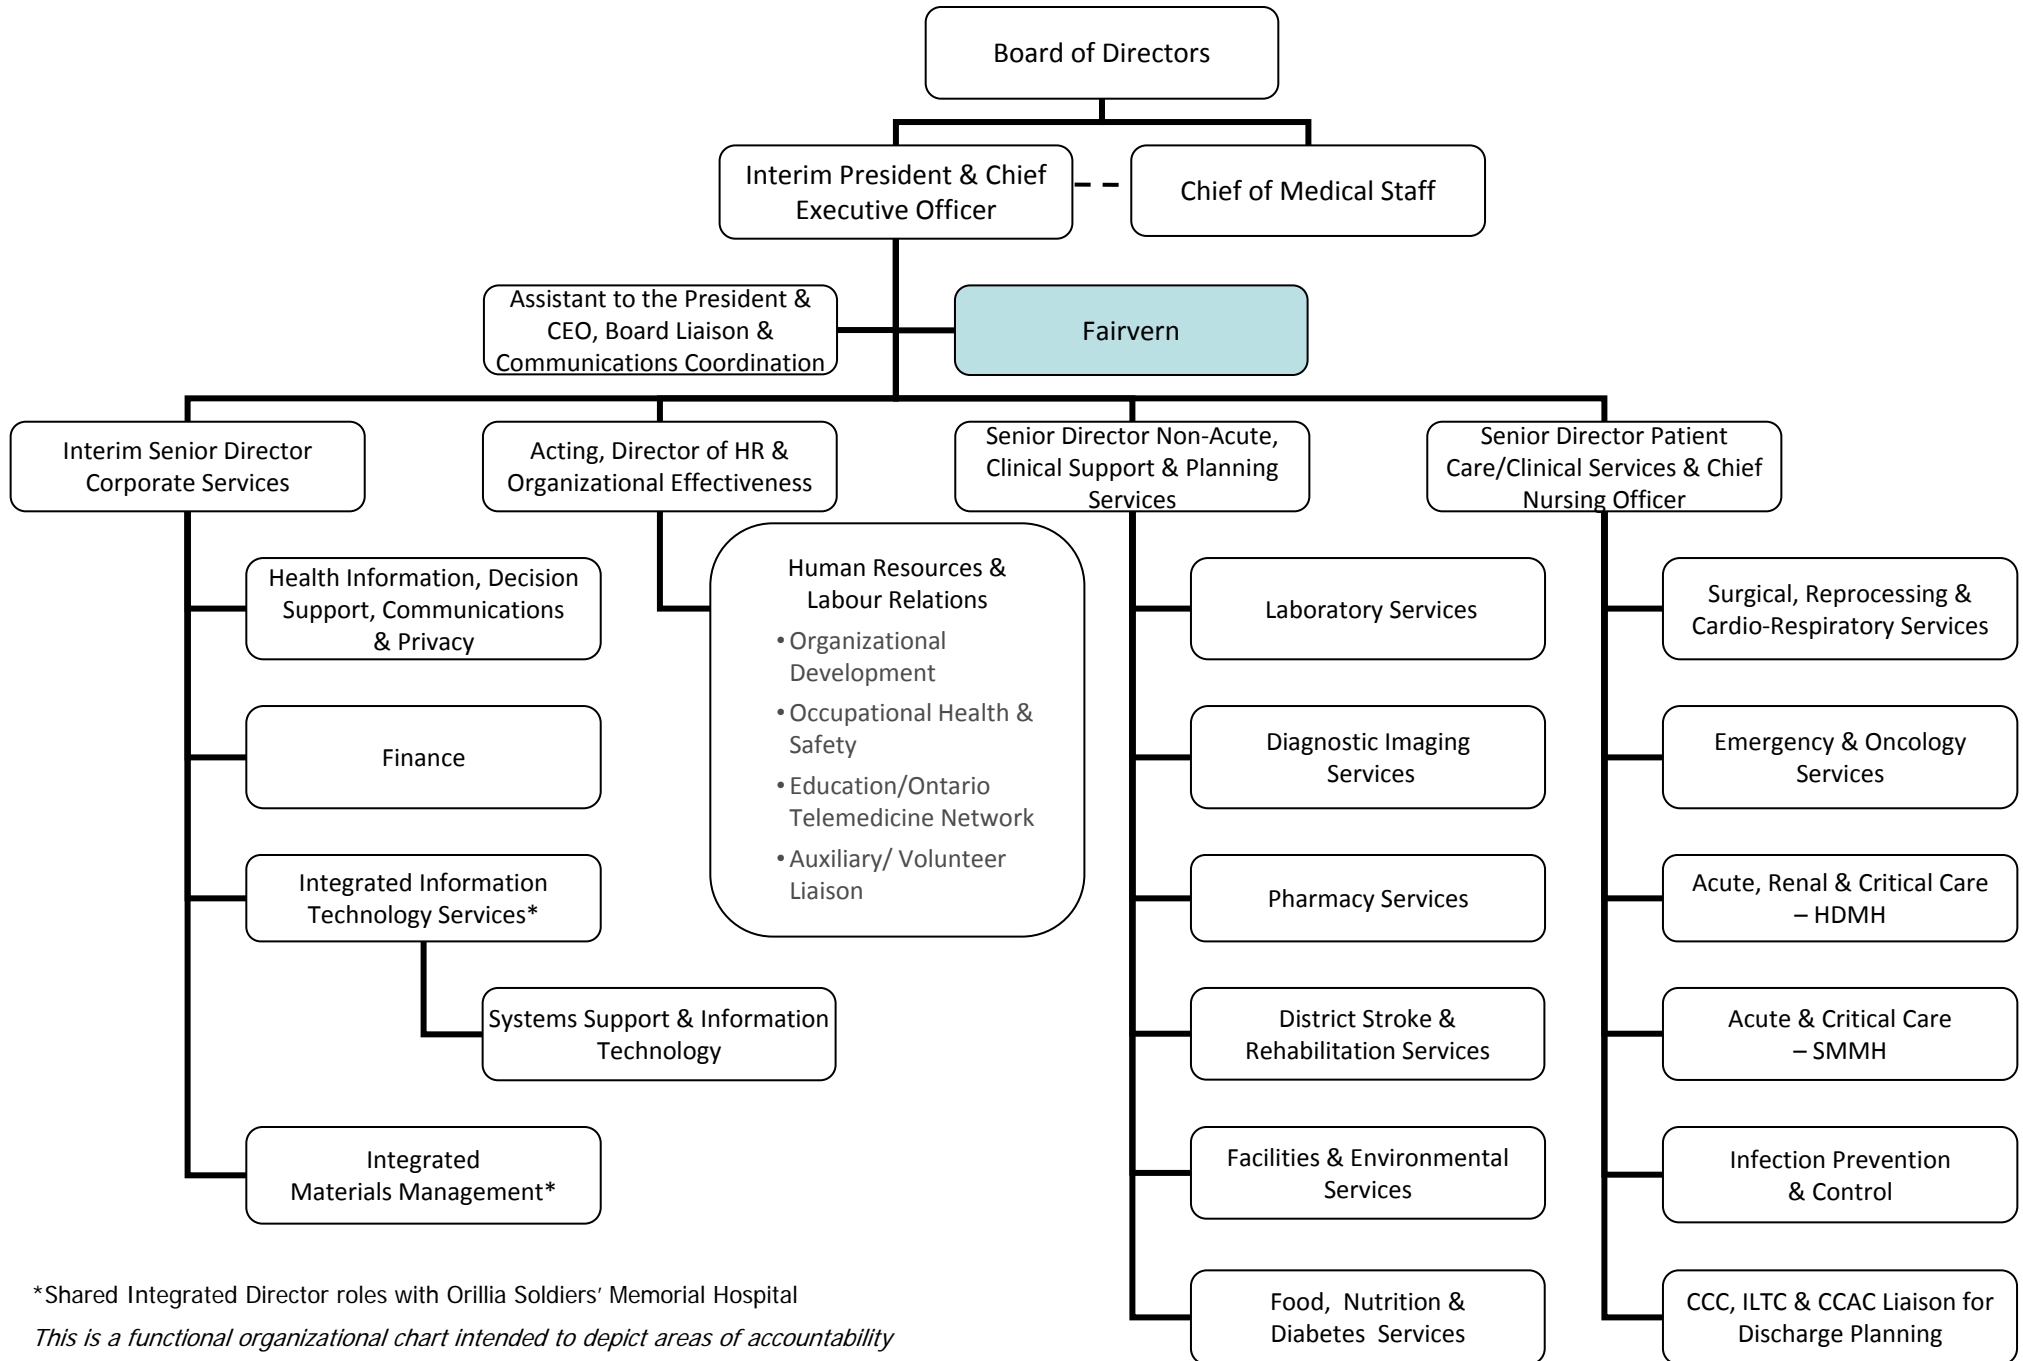 Board of Directors
Interim President & Chief
Executive Officer
Chief of Medical Staff
Assistant to the President &
CEO, Board Liaison &
Communications Coordination
Fairvern
Interim Senior Director
Corporate Services
Acting, Director of HR &
Organizational Effectiveness
Senior Director Non-Acute,
Clinical Support & Planning
Services
Senior Director Patient
Care/Clinical Services & Chief
Nursing Officer
Health Information, Decision
Support, Communications
& Privacy
Finance
Integrated Information
Technology Services*
Systems Support & Information
Technology
Integrated
Materials Management*
Human Resources &
Labour Relations
• Organizational
Development
• Occupational Health &
Safety
• Education/Ontario
Telemedicine Network
• Auxiliary/ Volunteer
Liaison
Laboratory Services
Diagnostic Imaging
Services
Pharmacy Services
District Stroke &
Rehabilitation Services
Facilities & Environmental
Services
Food, Nutrition &
Diabetes Services
Surgical, Reprocessing &
Cardio-Respiratory Services
Emergency & Oncology
Services
Acute, Renal & Critical Care
– HDMH
Acute & Critical Care
– SMMH
Infection Prevention
& Control
CCC, ILTC & CCAC Liaison for
Discharge Planning
*Shared Integrated Director roles with Orillia Soldiers' Memorial Hospital
This is a functional organizational chart intended to depict areas of accountability